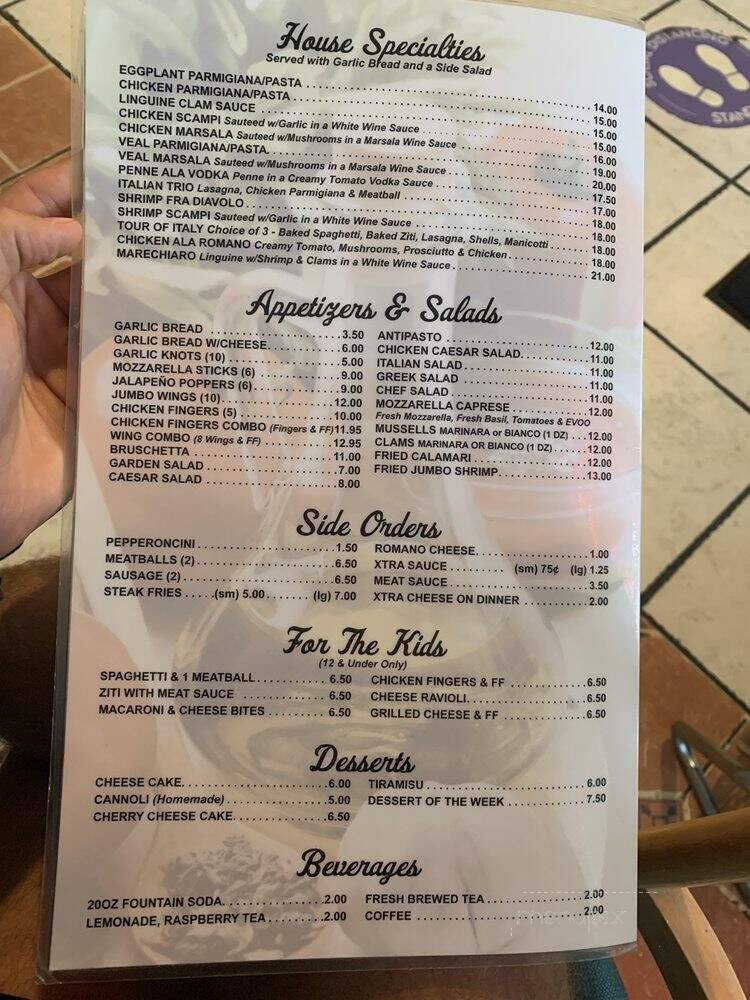 House Specialties
Served with Garlic Bread and a Side Salad
EGGPLANT PARMIGIANA/PASTA 14.00
CHICKEN PARMIGIANA/PASTA 15.00
LINGUINE CLAM SAUCE 15.00
CHICKEN SCAMPI Sauteed w/Garlic in a White Wine Sauce 15.00
CHICKEN MARSALA Sauteed w/Mushrooms in a Marsala Wine Sauce 16.00
VEAL PARMIGIANA/PASTA 19.00
VEAL MARSALA Sauteed w/Mushrooms in a Marsala Wine Sauce 20.00
PENNE ALA VODKA Penne in a Creamy Tomato Vodka Sauce 17.50
ITALIAN TRIO Lasagna, Chicken Parmigiana & Meatball 17.00
SHRIMP FRA DIAVOLO 18.00
SHRIMP SCAMPI Sauteed w/Garlic in a White Wine Sauce 18.00
TOUR OF ITALY Choice of 3 - Baked Spaghetti, Baked Ziti, Lasagna, Shells, Manicotti 18.00
CHICKEN ALA ROMANO Creamy Tomato, Mushrooms, Prosciutto & Chicken 18.00
MARECHIARO Linguine w/Shrimp & Clams in a White Wine Sauce 21.00
Appetizers & Salads
GARLIC BREAD 3.50
GARLIC BREAD W/CHEESE 6.00
GARLIC KNOTS (10) 5.00
MOZZARELLA STICKS (6) 9.00
JALAPEÑO POPPERS (6) 9.00
JUMBO WINGS (10) 12.00
CHICKEN FINGERS (5) 10.00
CHICKEN FINGERS COMBO (Fingers & FF) 11.95
WING COMBO (8 Wings & FF) 12.95
BRUSCHETTA 11.00
GARDEN SALAD 7.00
CAESAR SALAD 8.00
ANTIPASTO 12.00
CHICKEN CAESAR SALAD 11.00
ITALIAN SALAD 11.00
GREEK SALAD 11.00
CHEF SALAD 11.00
MOZZARELLA CAPRESE 12.00
Fresh Mozzarella, Fresh Basil, Tomatoes & EVOO
MUSSELLS MARINARA or BIANCO (1 DZ) 12.00
CLAMS MARINARA OR BIANCO (1 DZ) 12.00
FRIED CALAMARI 12.00
FRIED JUMBO SHRIMP 13.00
Side Orders
PEPPERONCINI 1.50
MEATBALLS (2) 6.50
SAUSAGE (2) 6.50
STEAK FRIES (sm) 5.00 (lg) 7.00
ROMANO CHEESE 1.00
XTRA SAUCE (sm) 75¢ (lg) 1.25
MEAT SAUCE 3.50
XTRA CHEESE ON DINNER 2.00
For The Kids
(12 & Under Only)
SPAGHETTI & 1 MEATBALL 6.50
ZITI WITH MEAT SAUCE 6.50
MACARONI & CHEESE BITES 6.50
CHICKEN FINGERS & FF 6.50
CHEESE RAVIOLI 6.50
GRILLED CHEESE & FF 6.50
Desserts
CHEESE CAKE 6.00
CANNOLI (Homemade) 5.00
CHERRY CHEESE CAKE 6.50
TIRAMISU 6.00
DESSERT OF THE WEEK 7.50
Beverages
20OZ FOUNTAIN SODA 2.00
LEMONADE, RASPBERRY TEA 2.00
FRESH BREWED TEA 2.00
COFFEE 2.00
DISTANCING
STAND